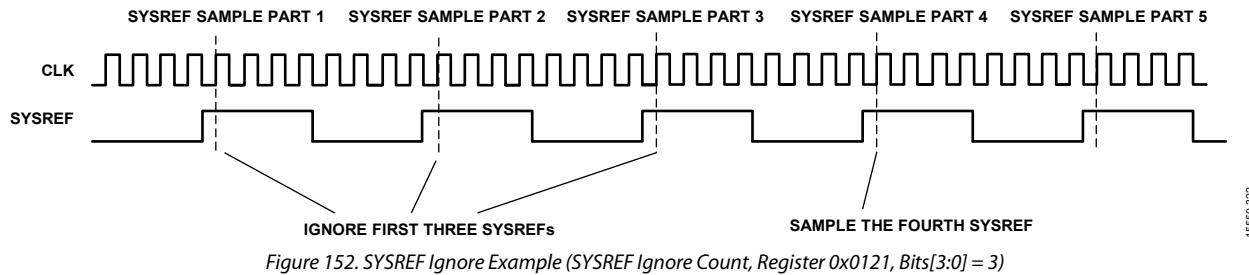 SYSREF SAMPLE PART 1 SYSREF SAMPLE PART 2 SYSREF SAMPLE PART 3 SYSREF SAMPLE PART 4 SYSREF SAMPLE PART 5
CLK
SYSREF
IGNORE FIRST THREE SYSREFs
SAMPLE THE FOURTH SYSREF
Figure 152. SYSREF Ignore Example (SYSREF Ignore Count, Register 0x0121, Bits[3:0] = 3)